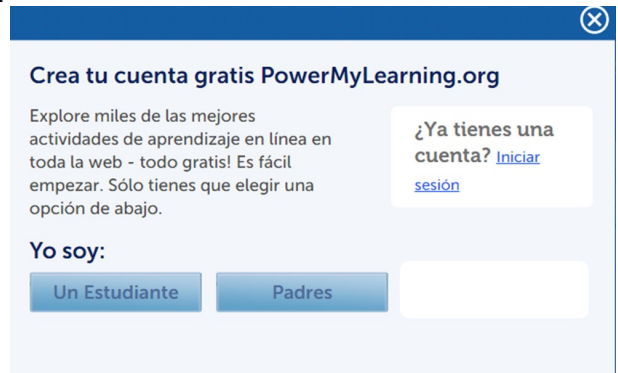 Crea tu cuenta gratis PowerMyLearning.org
Explore miles de las mejores
actividades de aprendizaje en línea en
toda la web - todo gratis! Es fácil
empezar. Sólo tienes que elegir una
opción de abajo.
¿Ya tienes una
cuenta? Iniciar
sesión
Yo soy:
Un Estudiante
Padres